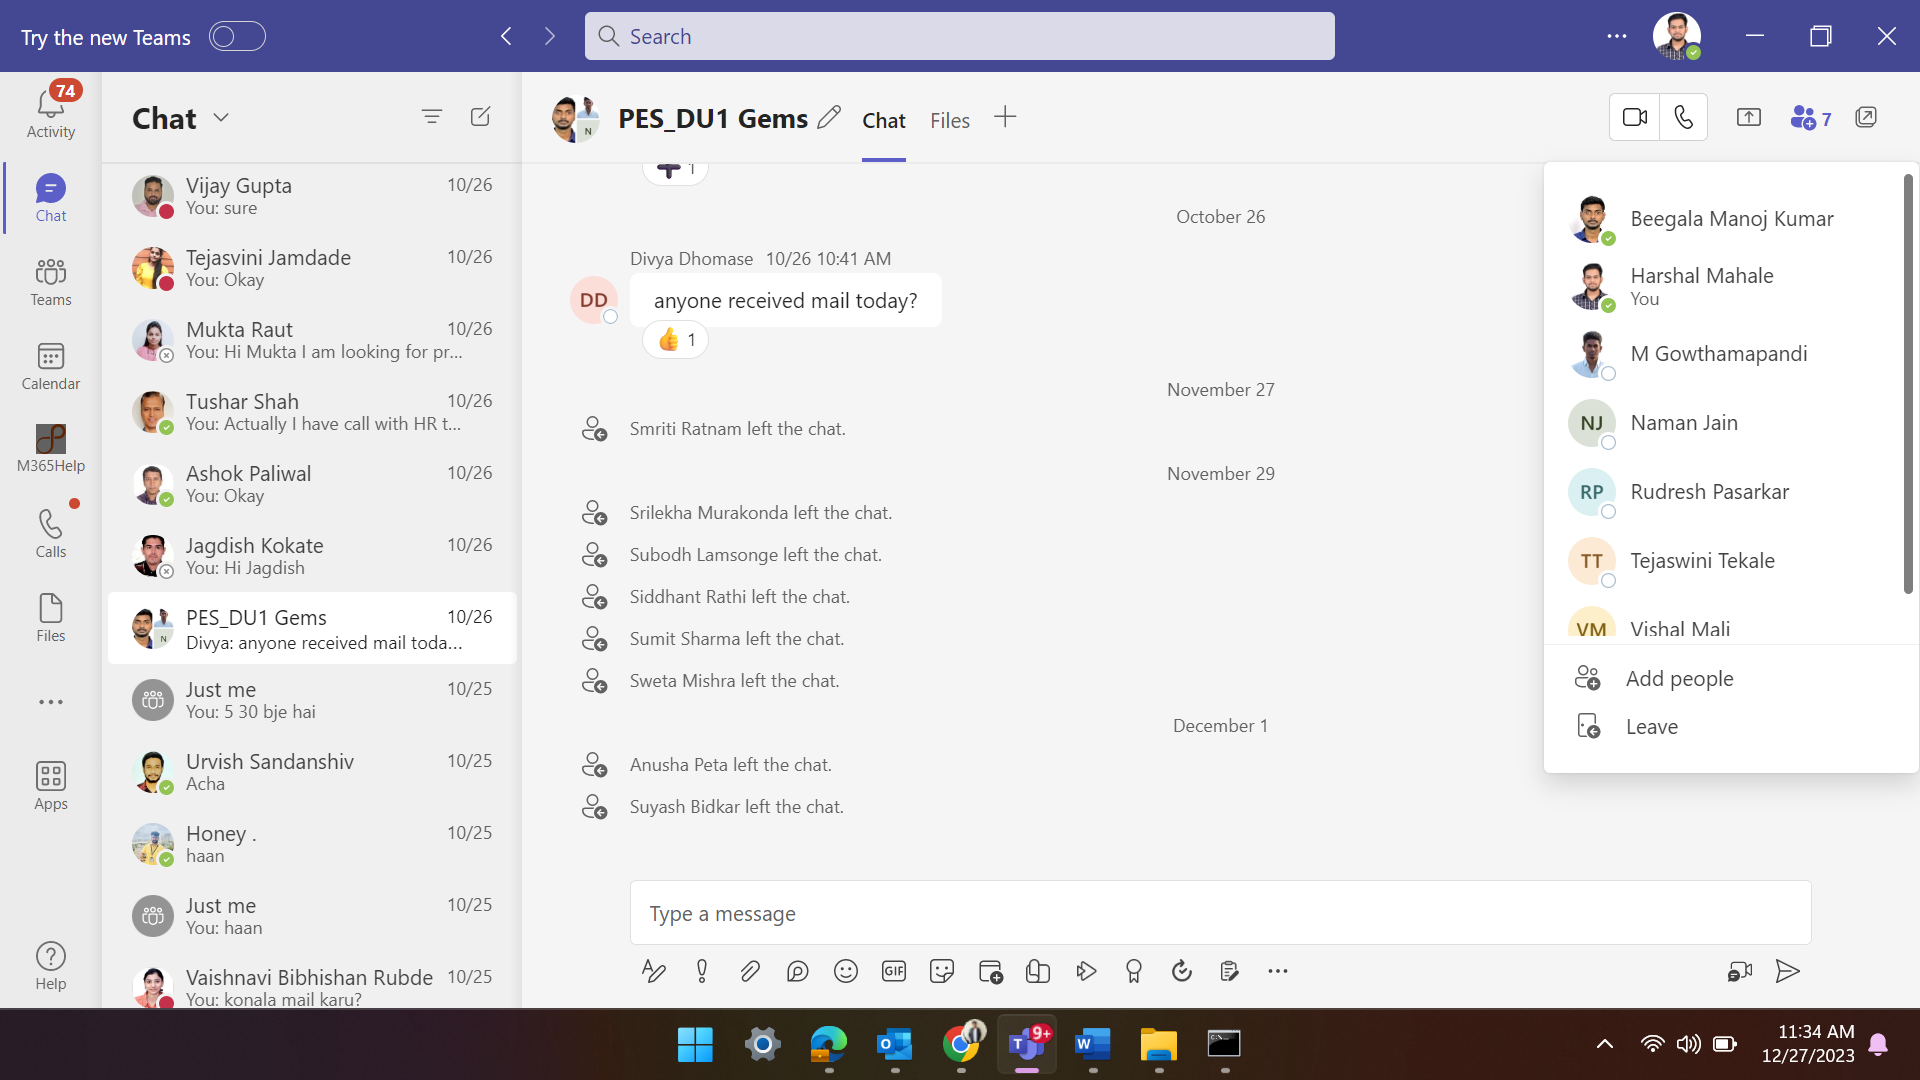 Try the new Teams
Search
74
Activity
Chat
Teams
Calendar
M365Help
Calls
Files
Apps
Help
Chat
Vijay Gupta 10/26
You: sure
Tejasvini Jamdade 10/26
You: Okay
Mukta Raut 10/26
You: Hi Mukta I am looking for pr...
Tushar Shah 10/26
You: Actually I have call with HR t...
Ashok Paliwal 10/26
You: Okay
Jagdish Kokate 10/26
You: Hi Jagdish
N
PES_DU1 Gems 10/26
Divya: anyone received mail toda...
Just me 10/25
You: 5 30 bje hai
Urvish Sandanshiv 10/25
Acha
Honey . 10/25
haan
Just me 10/25
You: haan
Vaishnavi Bibhishan Rubde 10/25
You: konala mail karu?
N
PES_DU1 Gems Chat Files
7
1
October 26
Divya Dhomase 10/26 10:41 AM
DD
anyone received mail today?
1
November 27
Smriti Ratnam left the chat.
November 29
Srilekha Murakonda left the chat.
Subodh Lamsonge left the chat.
Siddhant Rathi left the chat.
Sumit Sharma left the chat.
Sweta Mishra left the chat.
December 1
Anusha Peta left the chat.
Suyash Bidkar left the chat.
Type a message
GIF
Beegala Manoj Kumar
Harshal Mahale
You
M Gowthamapandi
NJ Naman Jain
RP Rudresh Pasarkar
TT Tejaswini Tekale
VM Vishal Mali
Add people
Leave
O
T
9+
W
C:\
11:34 AM
12/27/2023